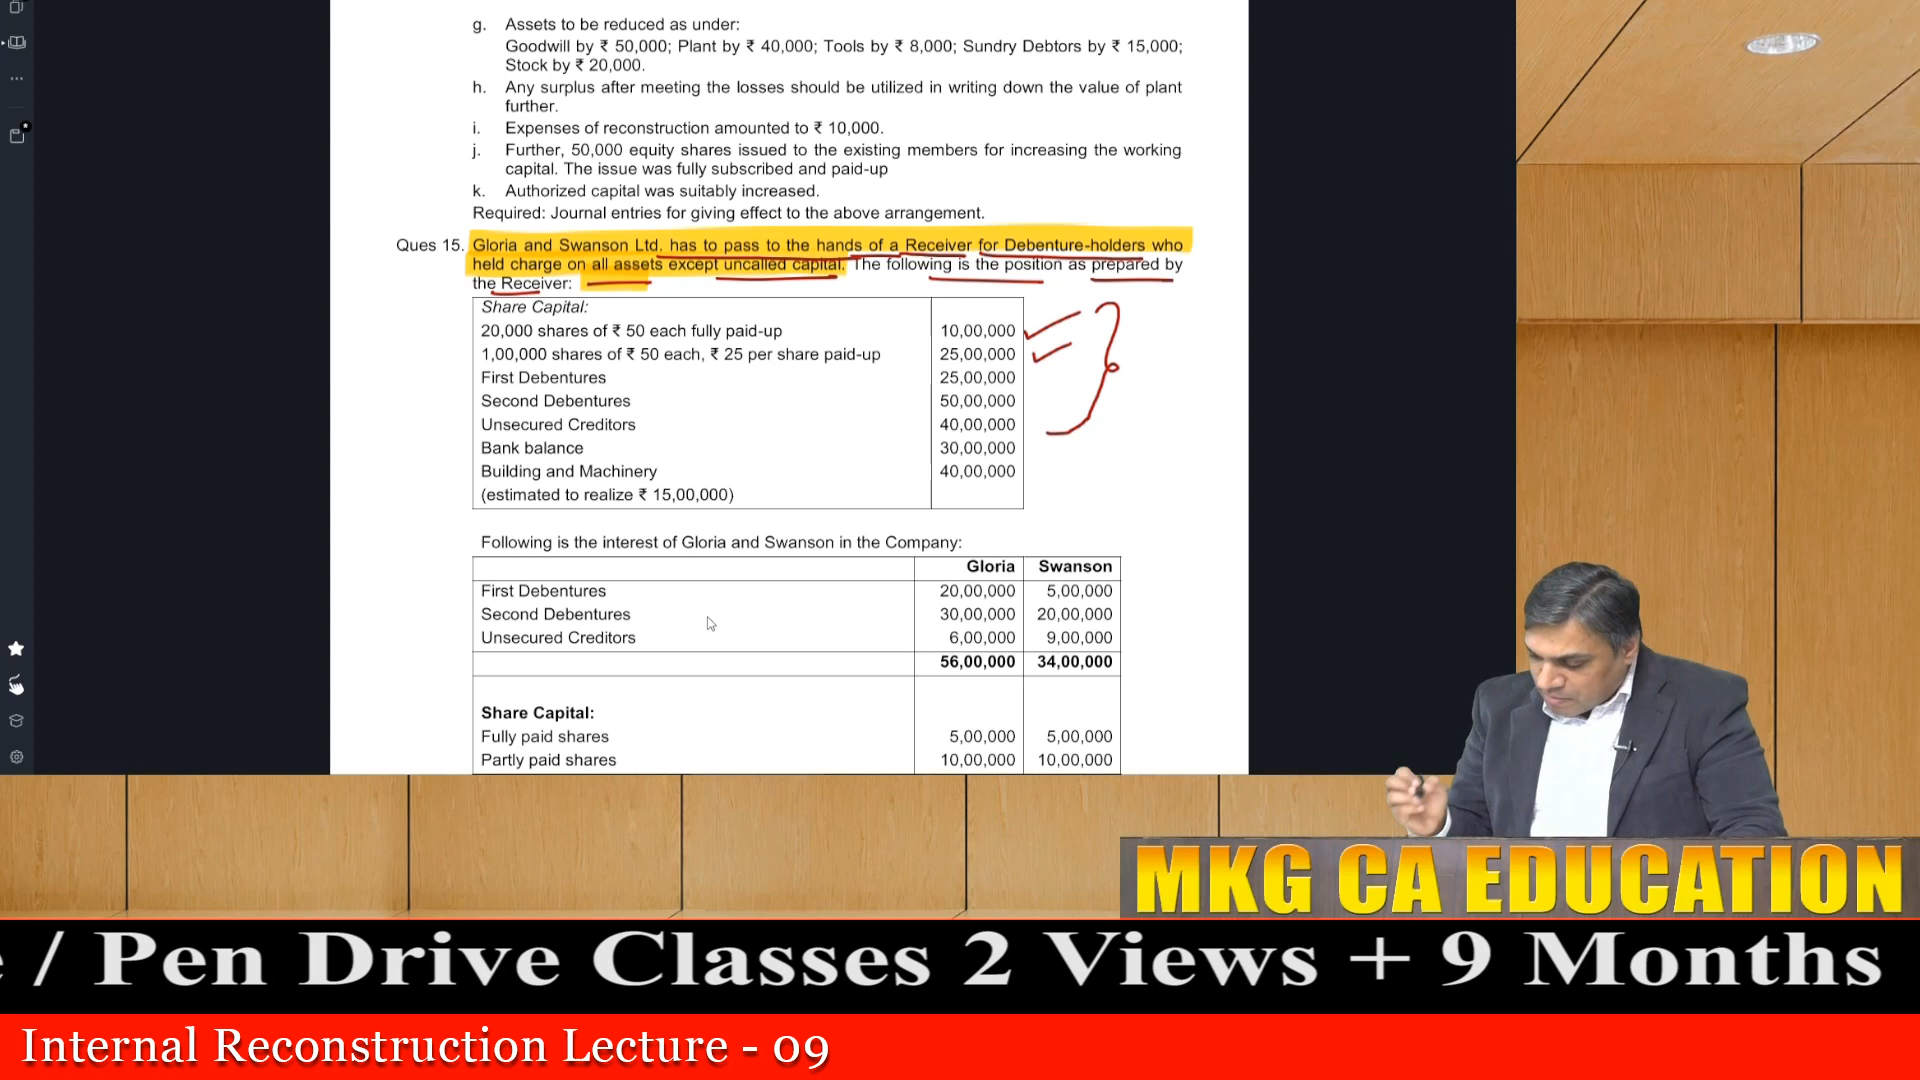 g. Assets to be reduced as under:
Goodwill by ₹ 50,000; Plant by ₹ 40,000; Tools by ₹ 8,000; Sundry Debtors by ₹ 15,000;
Stock by ₹ 20,000.
h. Any surplus after meeting the losses should be utilized in writing down the value of plant
further.
i. Expenses of reconstruction amounted to ₹ 10,000.
j. Further, 50,000 equity shares issued to the existing members for increasing the working
capital. The issue was fully subscribed and paid-up
k. Authorized capital was suitably increased.
Required: Journal entries for giving effect to the above arrangement.
Ques 15. Gloria and Swanson Ltd. has to pass to the hands of a Receiver for Debenture-holders who
held charge on all assets except uncalled capital. The following is the position as prepared by
the Receiver:
Share Capital:
20,000 shares of ₹ 50 each fully paid-up 10,00,000
1,00,000 shares of ₹ 50 each, ₹ 25 per share paid-up 25,00,000
First Debentures 25,00,000
Second Debentures 50,00,000
Unsecured Creditors 40,00,000
Bank balance 30,00,000
Building and Machinery 40,00,000
(estimated to realize ₹ 15,00,000)
Following is the interest of Gloria and Swanson in the Company:
Gloria Swanson
First Debentures 20,00,000 5,00,000
Second Debentures 30,00,000 20,00,000
Unsecured Creditors 6,00,000 9,00,000
56,00,000 34,00,000
Share Capital:
Fully paid shares 5,00,000 5,00,000
Partly paid shares 10,00,000 10,00,000
MKG CA EDUCATION
/ Pen Drive Classes 2 Views + 9 Months
Internal Reconstruction Lecture - 09